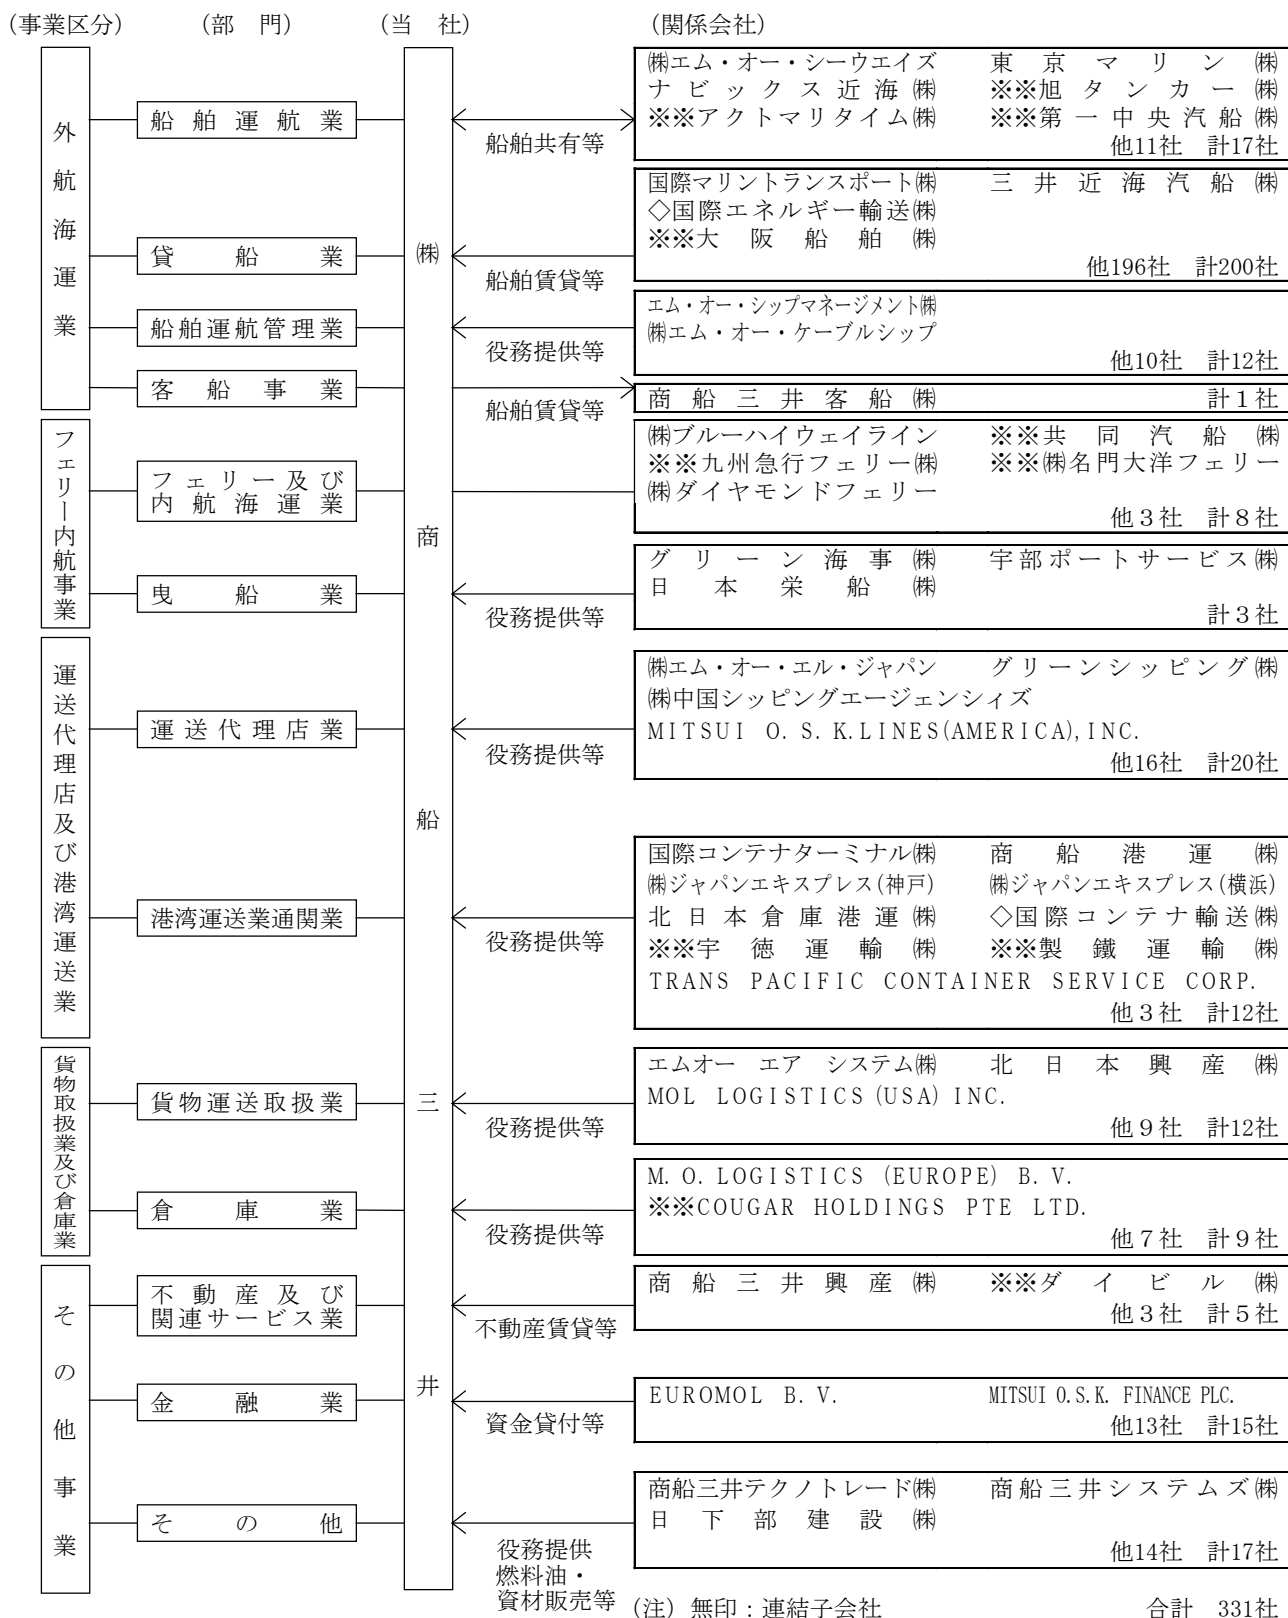 (事業区分) (部 門) (当 社) (関係会社)
外航海運業
船舶運航業
船舶共有等
㈱エム・オー・シーウエイズ 東京マリン㈱
ナビックス近海㈱ ※※旭タンカー㈱
※※アクトマリタイム㈱ ※※第一中央汽船㈱
他11社 計17社
貸船業
船舶賃貸等
国際マリントランスポート㈱ 三井近海汽船㈱
◇国際エネルギー輸送㈱
※※大阪船舶㈱
他196社 計200社
船舶運航管理業
役務提供等
エム・オー・シップマネージメント㈱
㈱エム・オー・ケーブルシップ
他10社 計12社
客船事業
船舶賃貸等
商船三井客船㈱ 計1社
フェリー内航事業
フェリー及び
内航海運業
㈱ブルーハイウェイライン ※※共同汽船㈱
※※九州急行フェリー㈱ ※※㈱名門大洋フェリー
㈱ダイヤモンドフェリー
他3社 計8社
曳船業
役務提供等
グリーン海事㈱ 宇部ポートサービス㈱
日本栄船㈱
計3社
㈱商船三井
運送代理店及び港湾運送業
運送代理店業
役務提供等
㈱エム・オー・エル・ジャパン グリーンシッピング㈱
㈱中国シッピングエージェンシィズ
MITSUI O.S.K.LINES(AMERICA),INC.
他16社 計20社
港湾運送業通関業
役務提供等
国際コンテナターミナル㈱ 商船港運㈱
㈱ジャパンエキスプレス(神戸) ㈱ジャパンエキスプレス(横浜)
北日本倉庫港運㈱ ◇国際コンテナ輸送㈱
※※宇徳運輸㈱ ※※製鐵運輸㈱
TRANS PACIFIC CONTAINER SERVICE CORP.
他3社 計12社
貨物取扱業及び倉庫業
貨物運送取扱業
役務提供等
エムオー エア システム㈱ 北日本興産㈱
MOL LOGISTICS (USA) INC.
他9社 計12社
倉庫業
役務提供等
M.O.LOGISTICS (EUROPE) B.V.
※※COUGAR HOLDINGS PTE LTD.
他7社 計9社
その他事業
不動産及び
関連サービス業
不動産賃貸等
商船三井興産㈱ ※※ダイビル㈱
他3社 計5社
金融業
資金貸付等
EUROMOL B.V. MITSUI O.S.K. FINANCE PLC.
他13社 計15社
その他
役務提供
燃料油・
資材販売等
商船三井テクノトレード㈱ 商船三井システムズ㈱
日下部建設㈱
他14社 計17社
(注) 無印:連結子会社 合計 331社